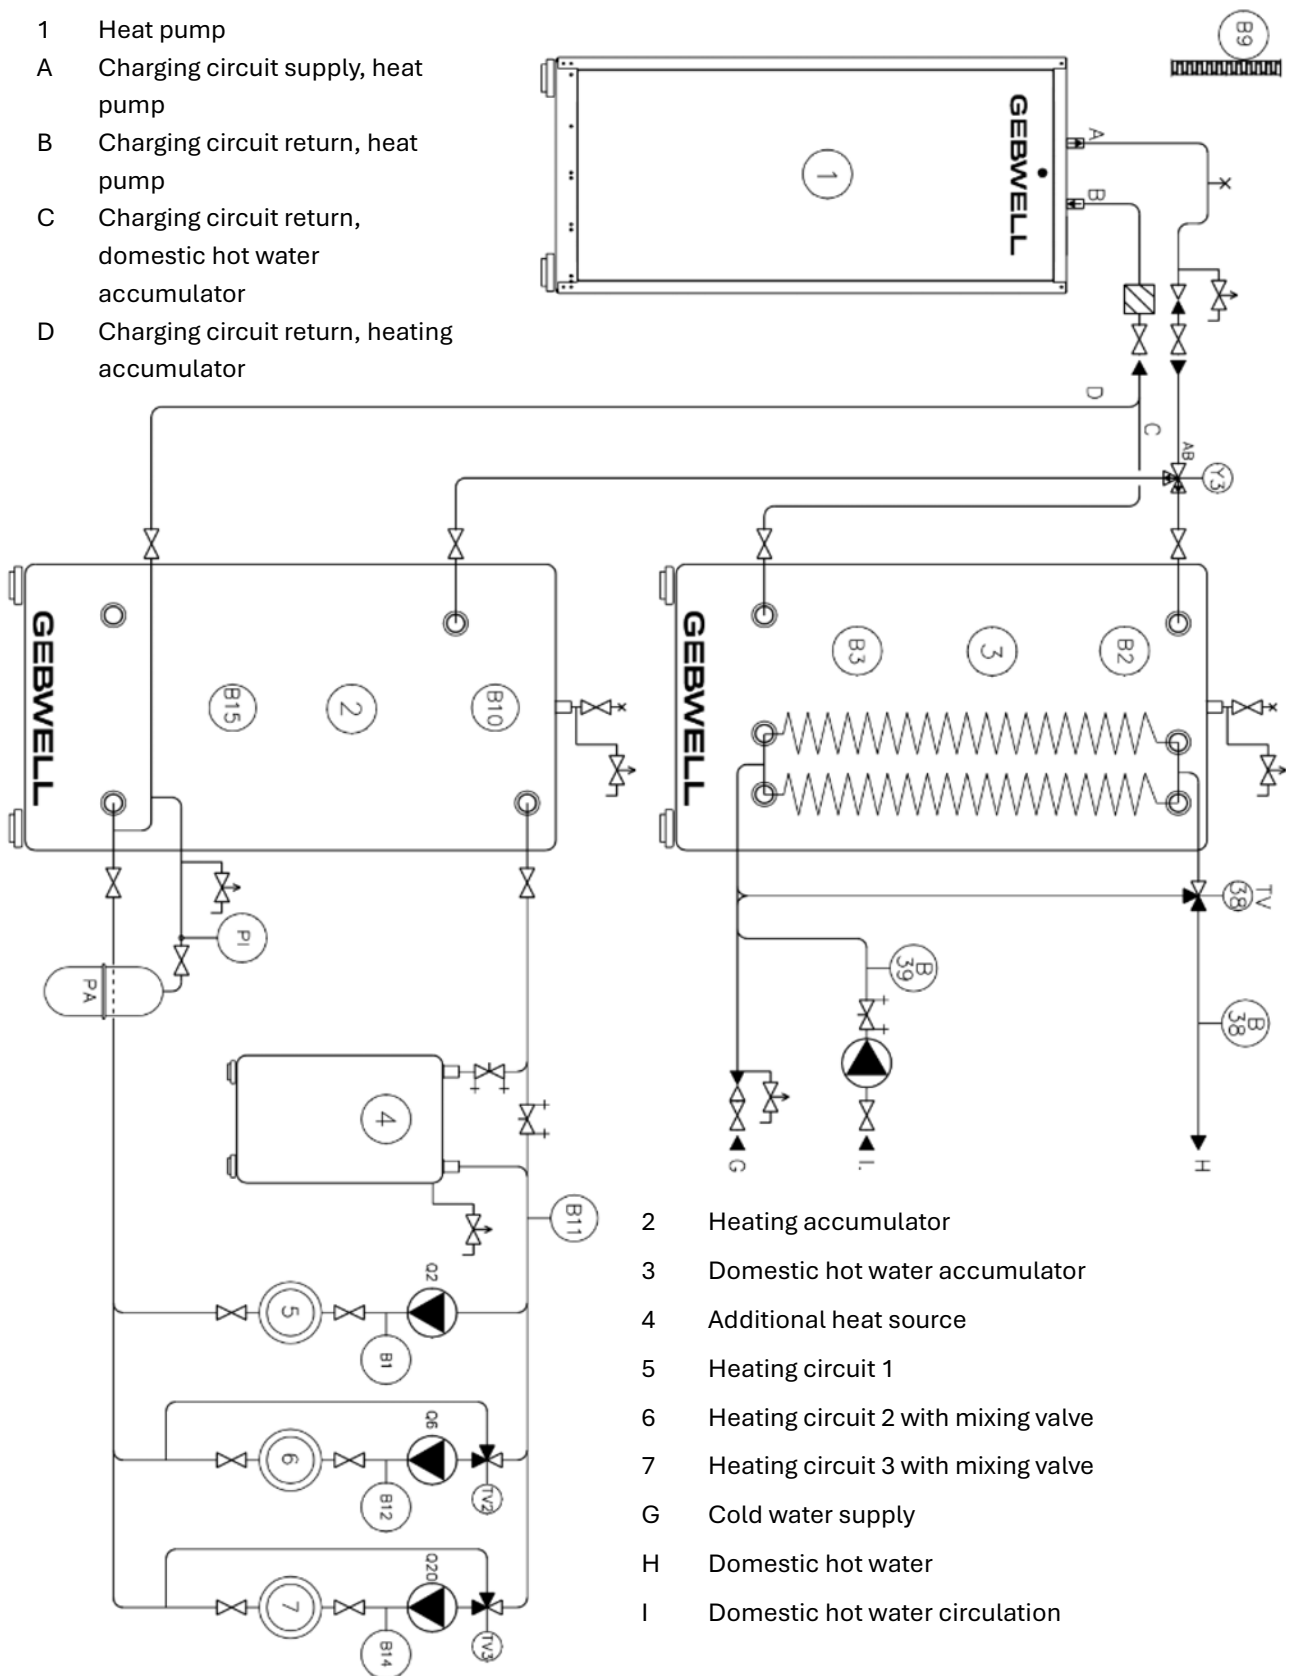 1 Heat pump
A Charging circuit supply, heat
pump
B Charging circuit return, heat
pump
C Charging circuit return,
domestic hot water
accumulator
D Charging circuit return, heating
accumulator
B9
GEBWELL
1
A
B
D
C
AB
Y3
GEBWELL
B15
2
B10
GEBWELL
B3
3
B2
TV
38
B
39
B
38
PI
PA
4
G
I.
H
B11
Q2
5
B1
Q6
6
B12
TV2
Q20
7
B14
TV3
2 Heating accumulator
3 Domestic hot water accumulator
4 Additional heat source
5 Heating circuit 1
6 Heating circuit 2 with mixing valve
7 Heating circuit 3 with mixing valve
G Cold water supply
H Domestic hot water
I Domestic hot water circulation